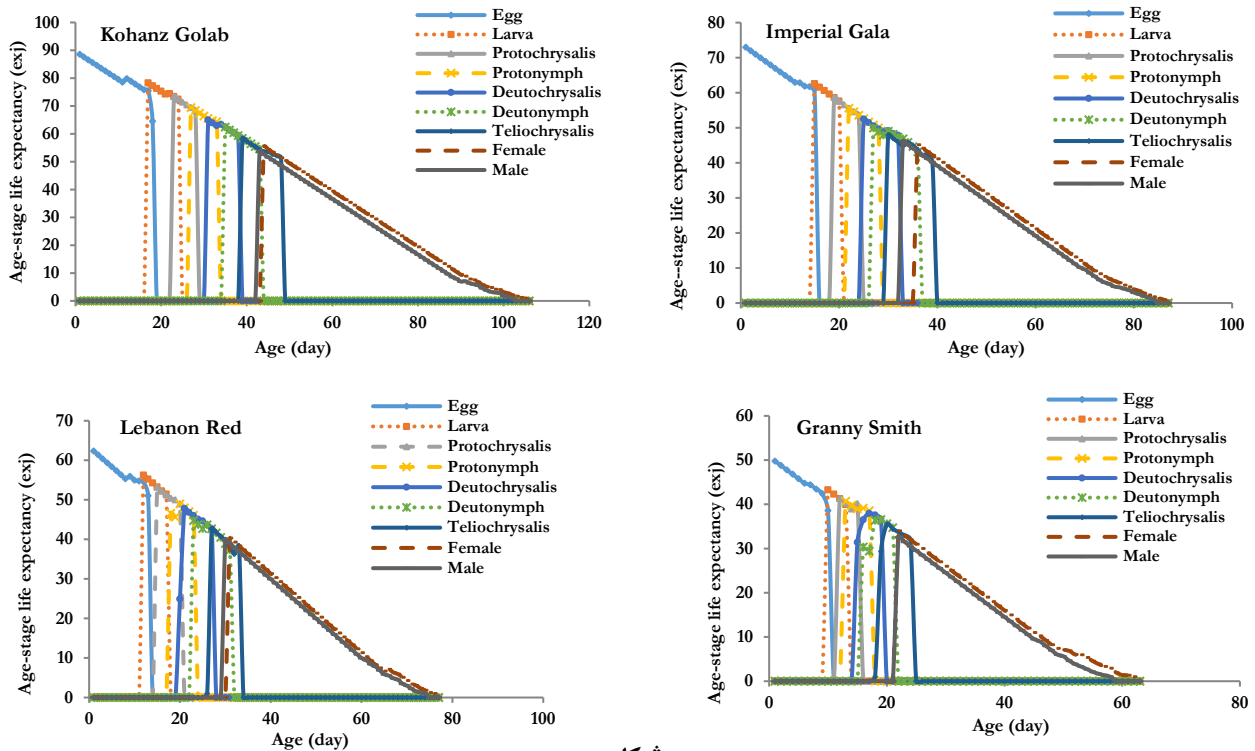 Kohanz Golab
Age-stage life expectancy (exj)
100
90
80
70
60
50
40
30
20
10
0
0 20 40 60 80 100 120
Age (day)
Egg
Larva
Protochrysalis
Protonymph
Deutochrysalis
Deutonymph
Teliochrysalis
Female
Male
Imperial Gala
Age--stage life expectancy (exj)
80
70
60
50
40
30
20
10
0
0 20 40 60 80 100
Age (day)
Egg
Larva
Protochrysalis
Protonymph
Deutochrysalis
Deutonymph
Teliochrysalis
Female
Male
Lebanon Red
Age-stage life expectancy (exj)
70
60
50
40
30
20
10
0
0 20 40 60 80 100
Age (day)
Egg
Larva
Protochrysalis
Protonymph
Deutochrysalis
Deutonymph
Teliochrysalis
Female
Male
Granny Smith
Age-stage life expectancy (exj)
60
50
40
30
20
10
0
0 20 40 60 80
Age (day)
Egg
Larva
Protochrysalis
Protonymph
Deutochrysalis
Deutonymph
Teliochrysalis
Female
Male